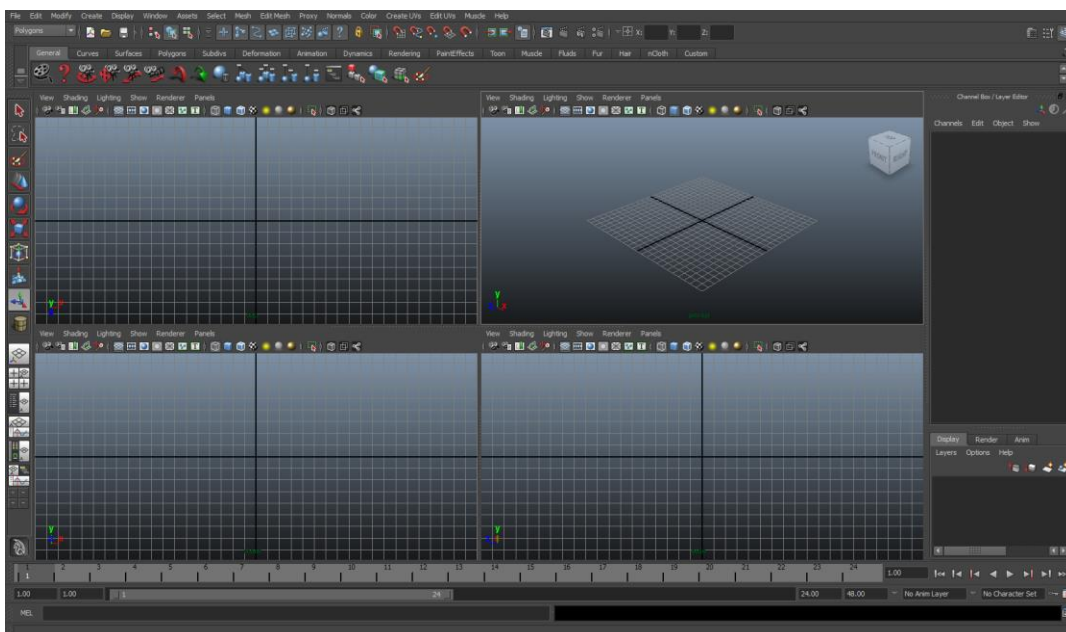 File Edit Modify Create Display Window Assets Select Mesh Edit Mesh Proxy Normals Color Create UVs Edit UVs Muscle Help
Polygons X: Y: Z:
General Curves Surfaces Polygons Subdivs Deformation Animation Dynamics Rendering PaintEffects Toon Muscle Fluids Fur Hair nCloth Custom
View Shading Lighting Show Renderer Panels
View Shading Lighting Show Renderer Panels
Channel Box / Layer Editor
Channels Edit Object Show
FRONT RIGHT
y
y
x
View Shading Lighting Show Renderer Panels
View Shading Lighting Show Renderer Panels
Display Render Anim
Layers Options Help
y
y
1 2 3 4 5 6 7 8 9 10 11 12 13 14 15 16 17 18 19 20 21 22 23 24
1
1.00
1.00 1.00 1 24 24.00 48.00 No Anim Layer No Character Set
MEL